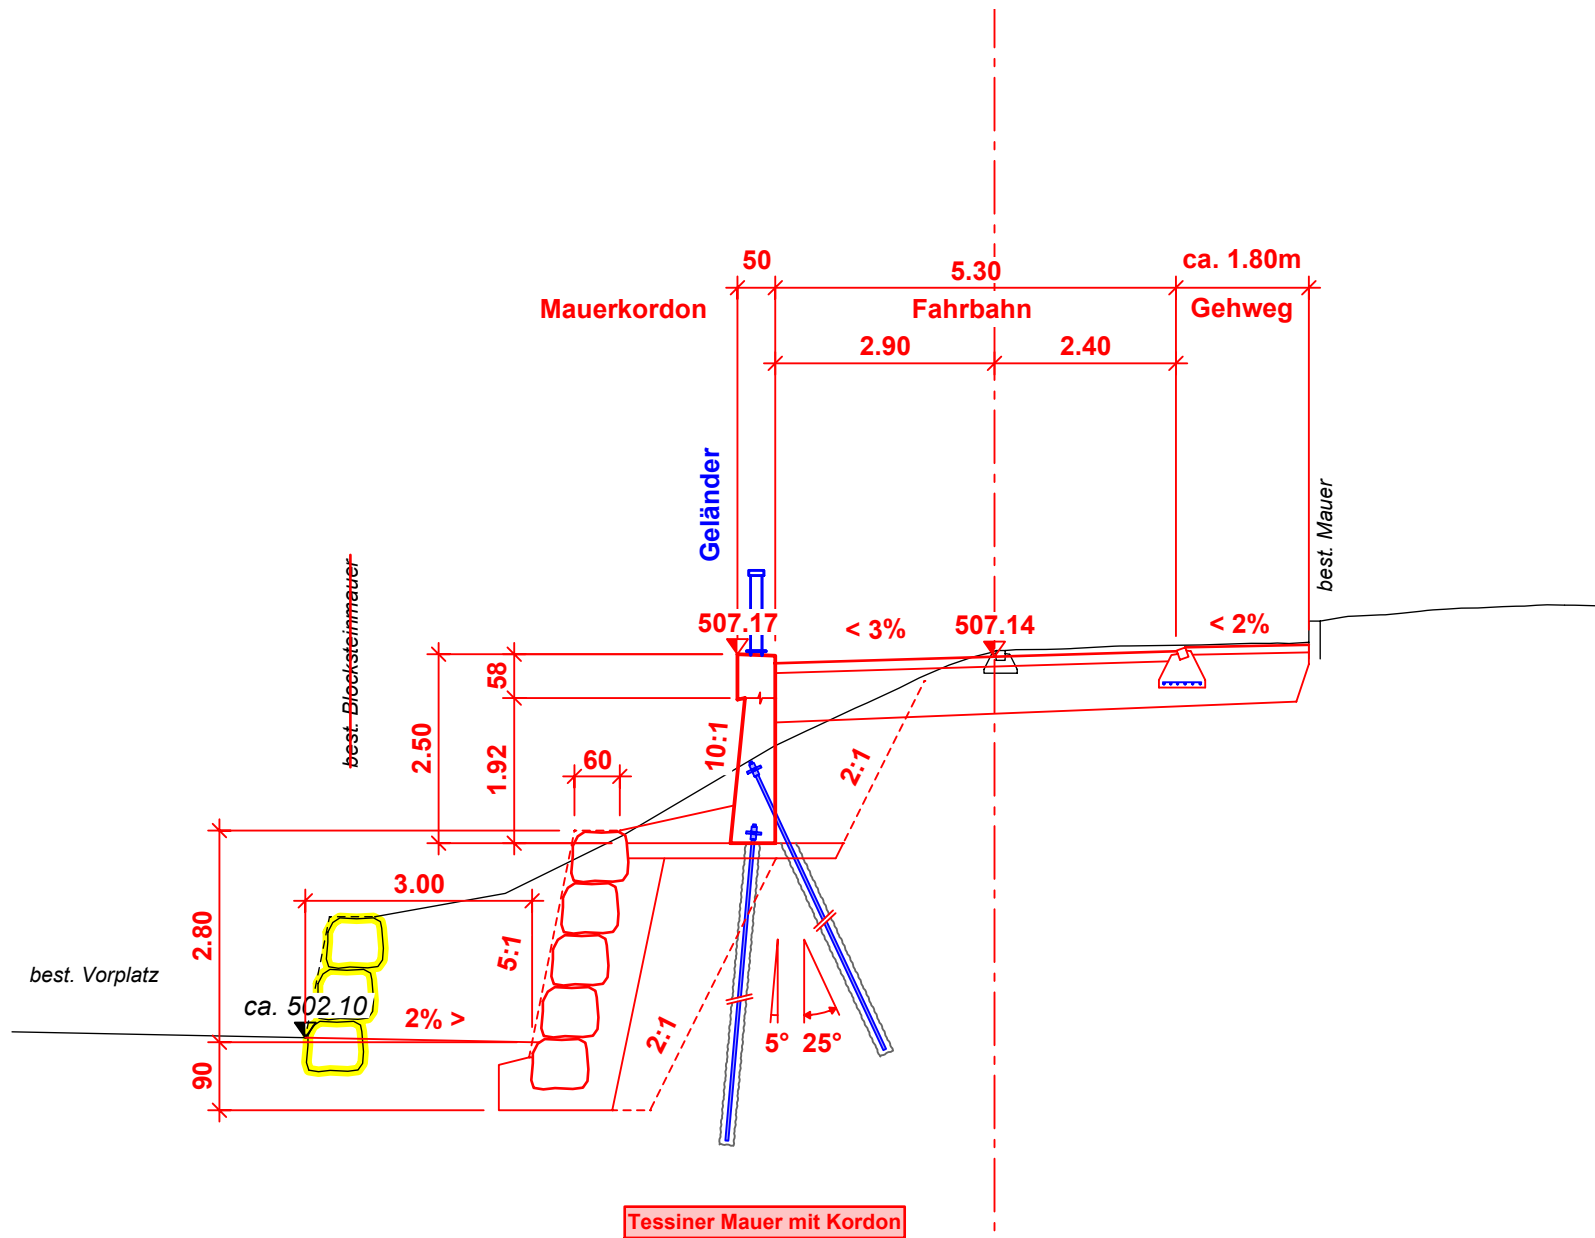 50
5.30
ca. 1.80m
Mauerkordon
Fahrbahn
Gehweg
2.90
2.40
Geländer
best. Mauer
best. Blocksteinmauer
507.17
< 3%
507.14
< 2%
58
2.50
1.92
10:1
60
2:1
3.00
2.80
5:1
best. Vorplatz
ca. 502.10
2% >
2:1
5°
25°
90
Tessiner Mauer mit Kordon